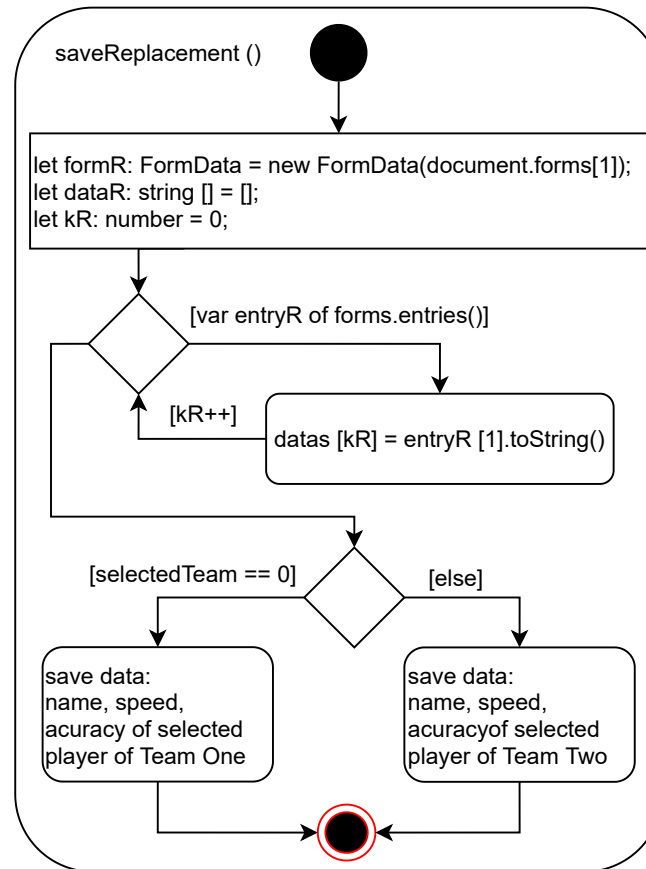 saveReplacement ()
let formR: FormData = new FormData(document.forms[1]);
let dataR: string [] = [];
let kR: number = 0;
[var entryR of forms.entries()]
[kR++]
datas [kR] = entryR [1].toString()
[selectedTeam == 0]
[else]
save data:
name, speed,
acuracy of selected
player of Team One
save data:
name, speed,
acuracyof selected
player of Team Two